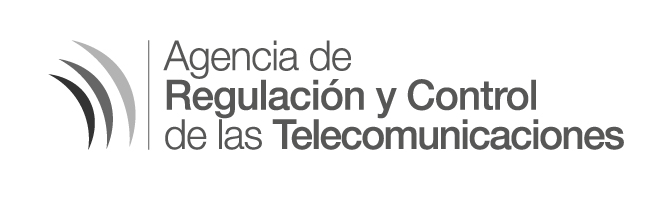 Agencia de
Regulación y Control
de las Telecomunicaciones